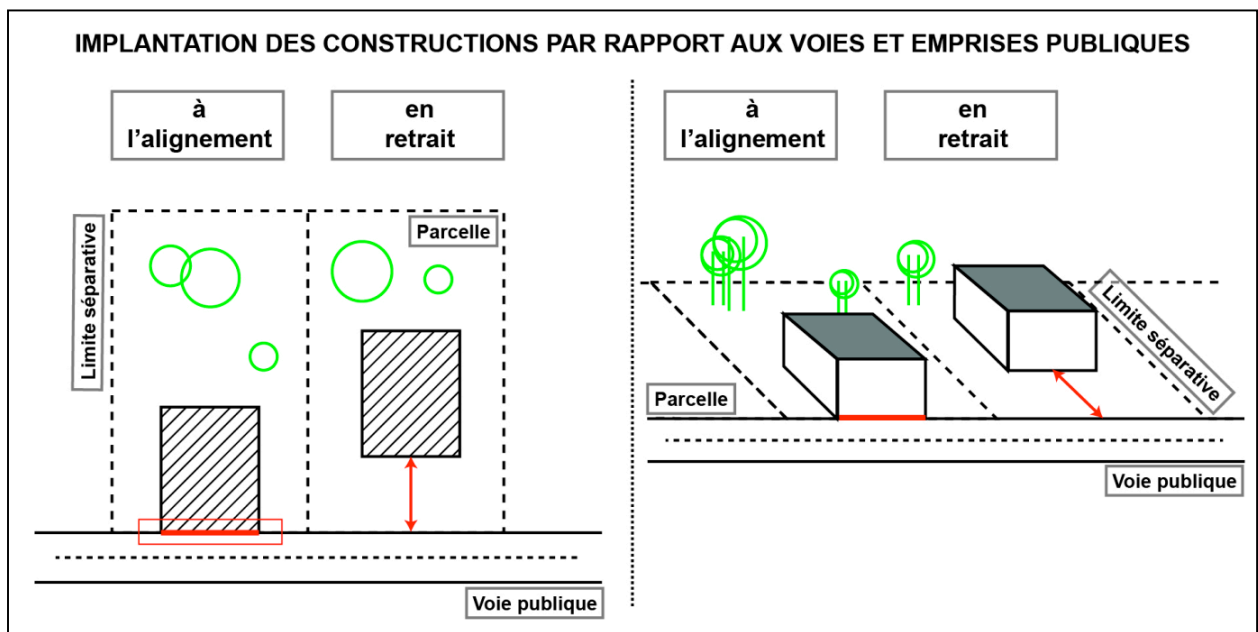 IMPLANTATION DES CONSTRUCTIONS PAR RAPPORT AUX VOIES ET EMPRISES PUBLIQUES
à
l'alignement
en
retrait
Limite séparative
Parcelle
Voie publique
à
l'alignement
en
retrait
Limite séparative
Parcelle
Voie publique